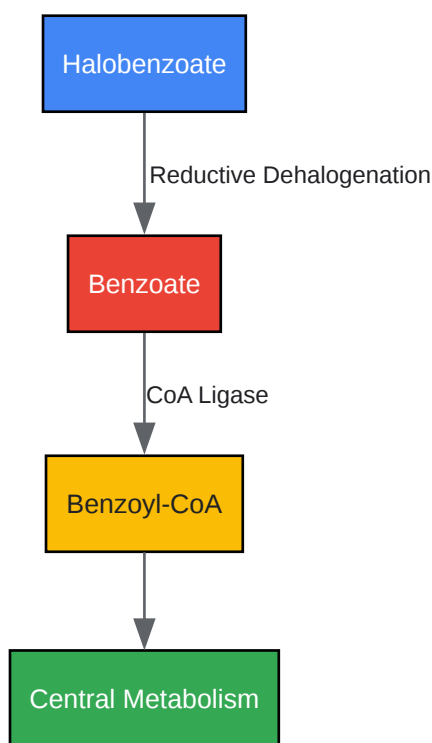 Halobenzoate
Reductive Dehalogenation
Benzoate
CoA Ligase
Benzoyl-CoA
Central Metabolism